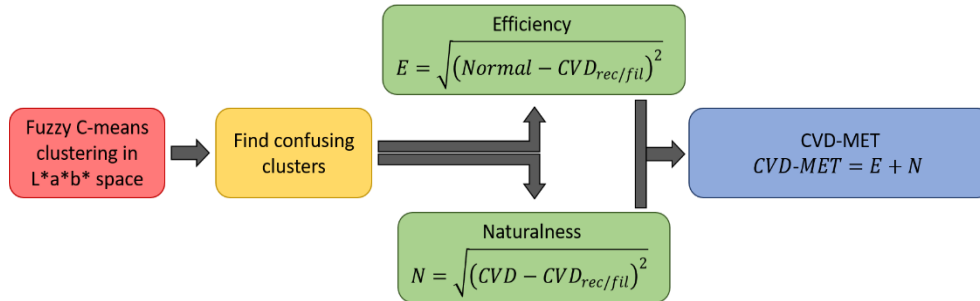 Fuzzy C-means
clustering in
L*a*b* space
Find confusing
clusters
Efficiency
E = √(Normal − CVD_rec/fil)²
Naturalness
N = √(CVD − CVD_rec/fil)²
CVD-MET
CVD-MET = E + N